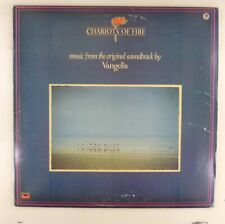 CHARIOTS OF FIRE
music from the original soundtrack by
Vangelis